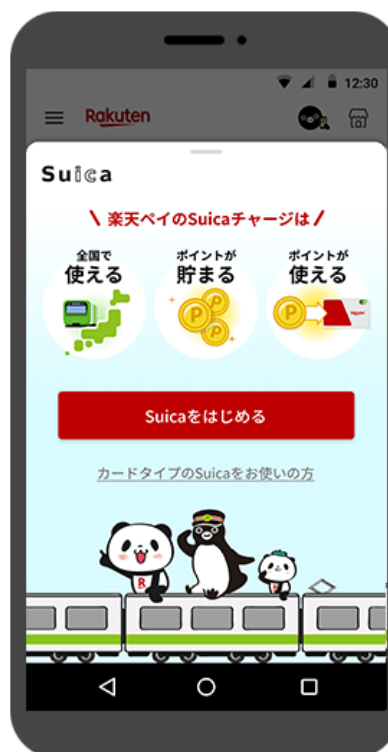 12:30
Rakuten
Suica
\ 楽天ペイのSuicaチャージは /
全国で
使える
ポイントが
貯まる
P
P
P
ポイントが
使える
P
Rakuten
Suicaをはじめる
カードタイプのSuicaをお使いの方
R